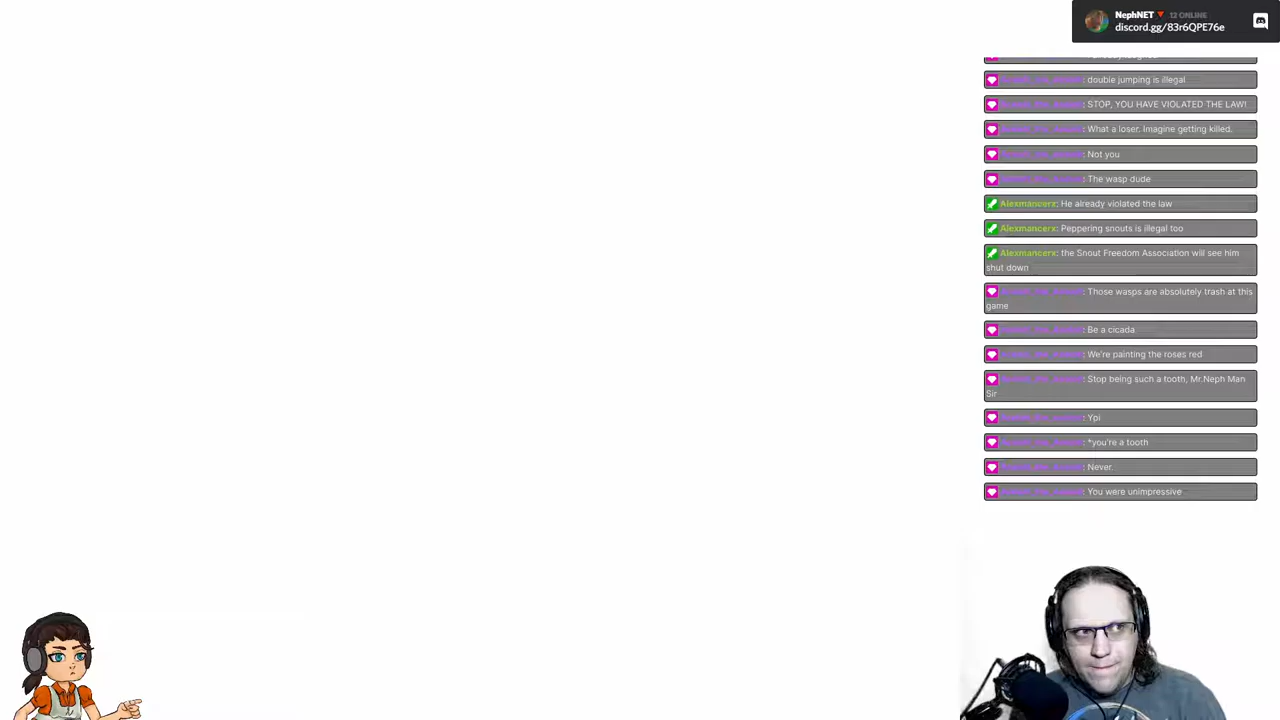 NephNET 12 ONLINE
discord.gg/83r6QPE76e
: double jumping is illegal
: STOP, YOU HAVE VIOLATED THE LAW!
: What a loser. Imagine getting killed.
: Not you
: The wasp dude
Alexmancerx: He already violated the law
Alexmancerx: Peppering snouts is illegal too
Alexmancerx: the Snout Freedom Association will see him
shut down
: Those wasps are absolutely trash at this
game
: Be a cicada
: We're painting the roses red
: Stop being such a tooth, Mr.Neph Man
Sir
: Ypi
: *you're a tooth
: Never.
: You were unimpressive